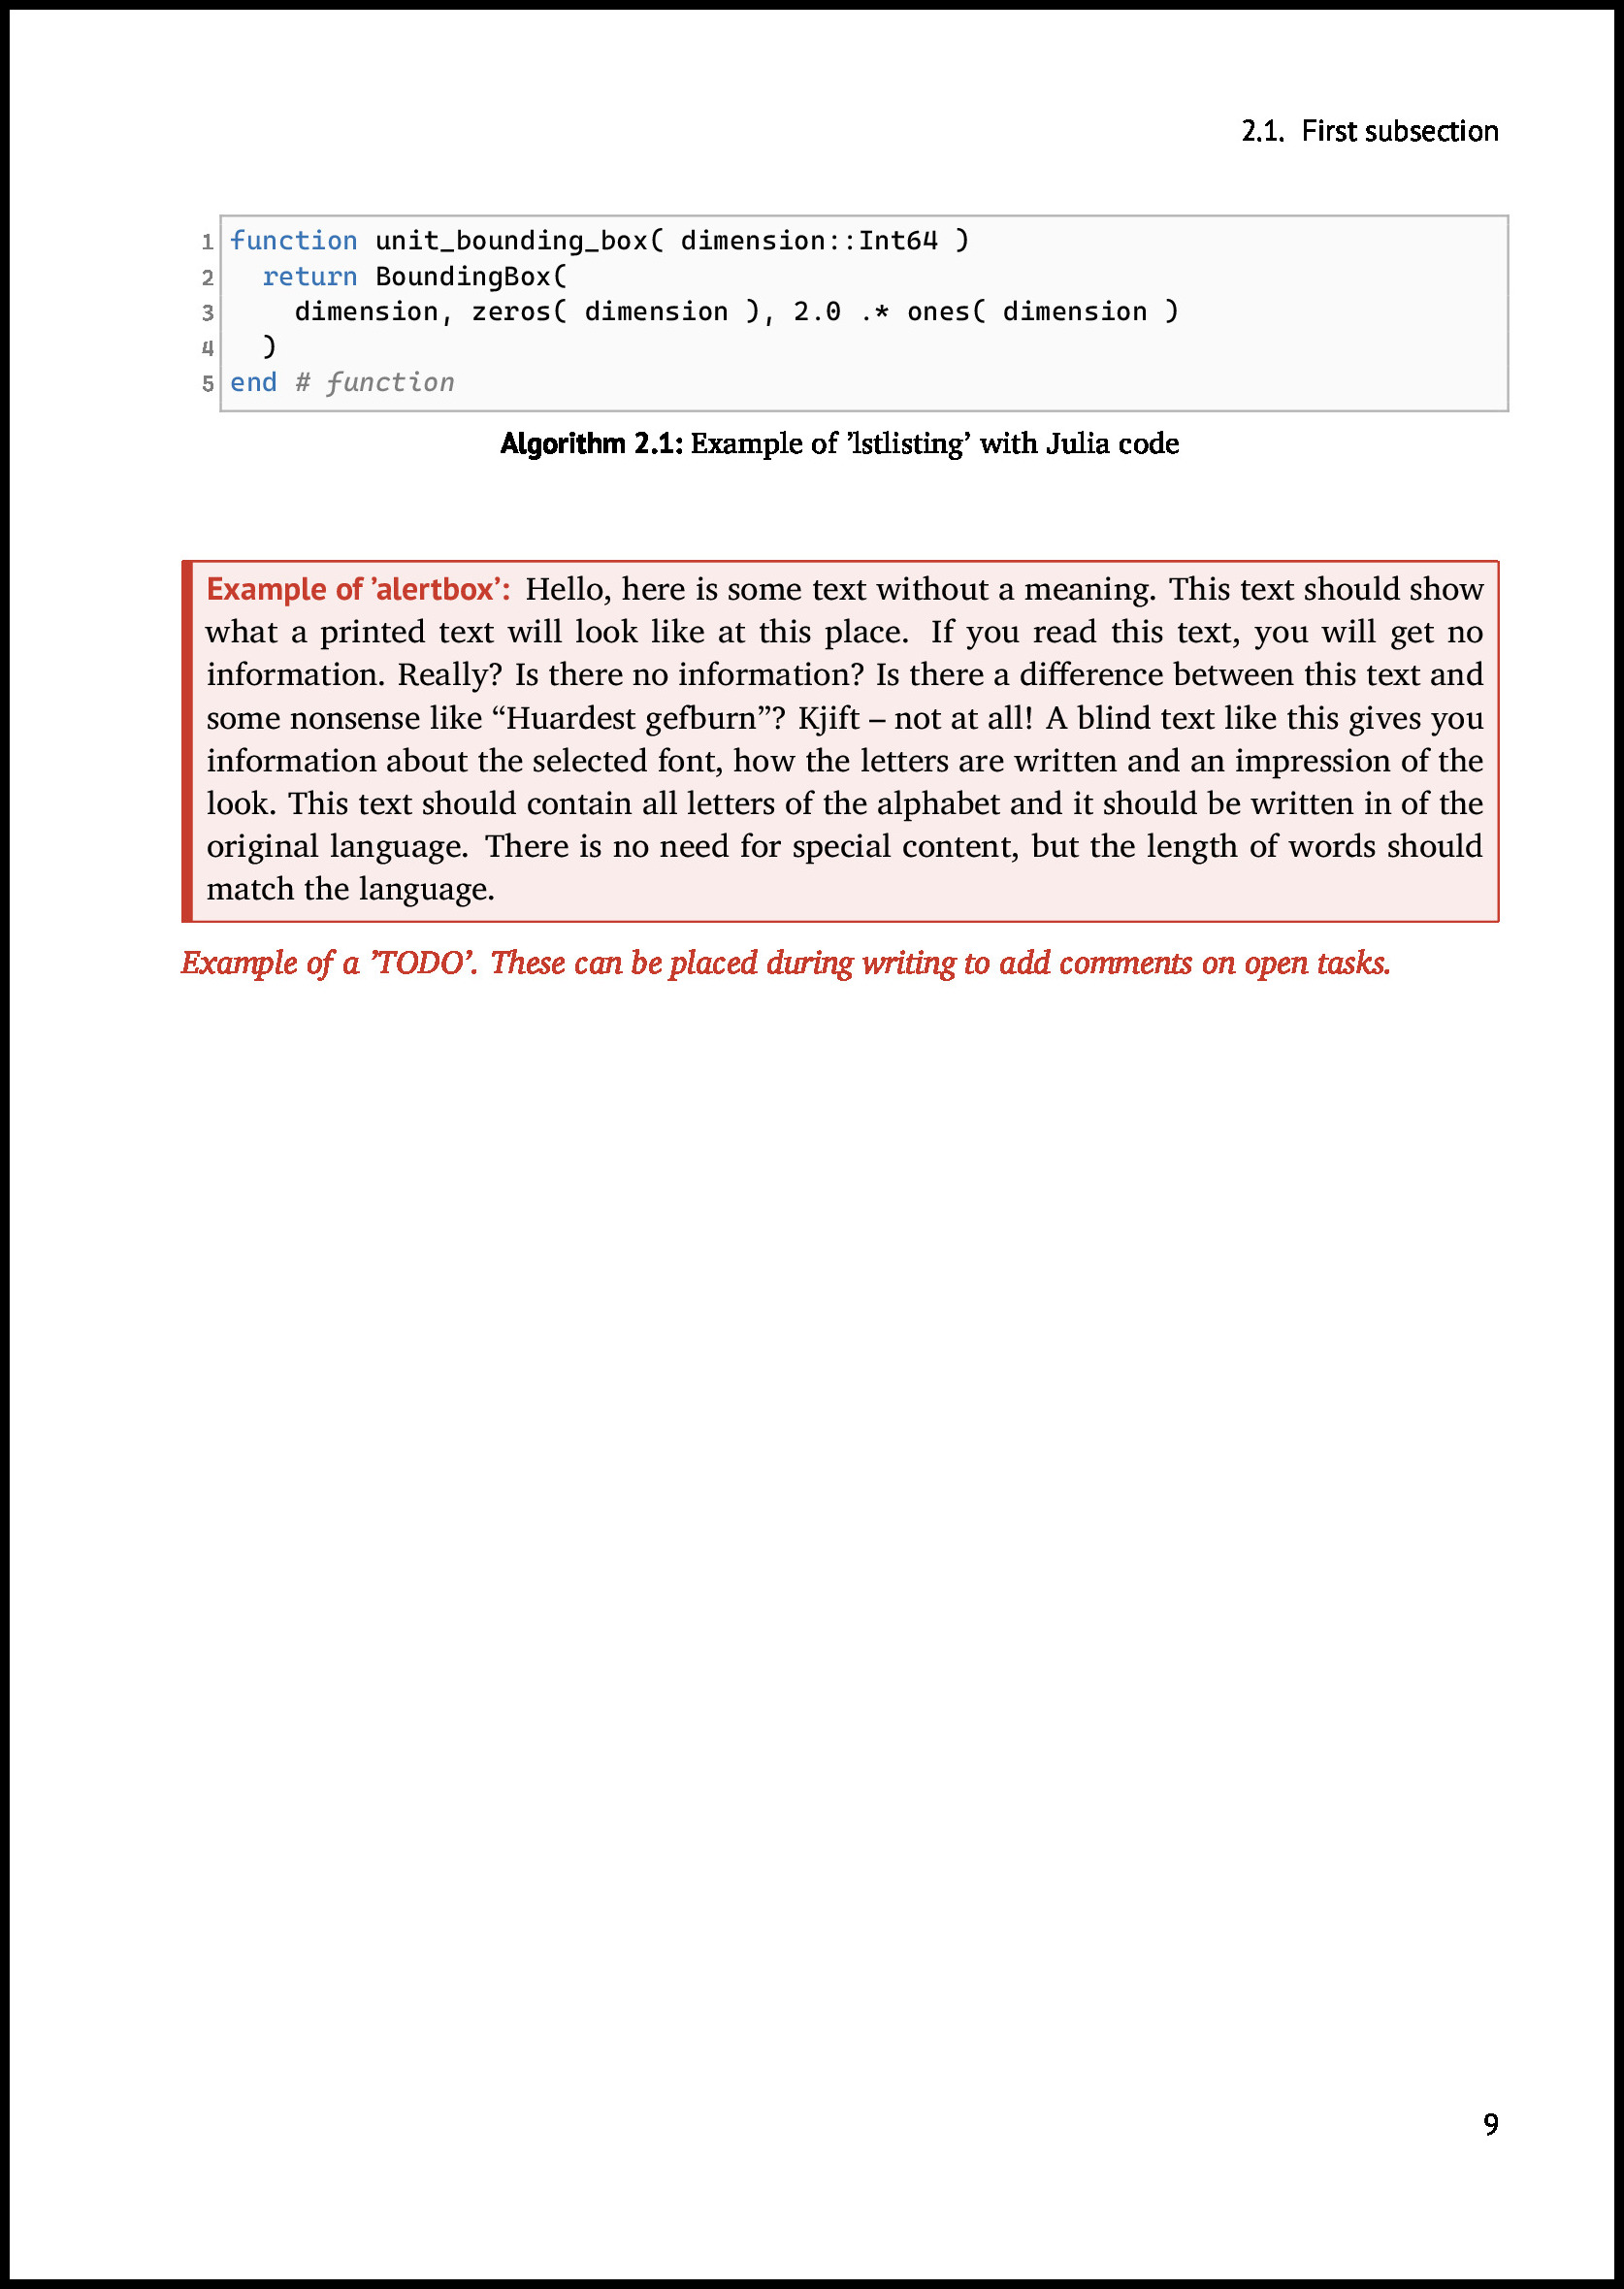 2.1. First subsection
1 function unit_bounding_box( dimension::Int64 )
2   return BoundingBox(
3     dimension, zeros( dimension ), 2.0 .* ones( dimension )
4   )
5 end # function
Algorithm 2.1: Example of ’lstlisting’ with Julia code
Example of ’alertbox’: Hello, here is some text without a meaning. This text should show
what a printed text will look like at this place. If you read this text, you will get no
information. Really? Is there no information? Is there a difference between this text and
some nonsense like “Huardest gefburn”? Kjift – not at all! A blind text like this gives you
information about the selected font, how the letters are written and an impression of the
look. This text should contain all letters of the alphabet and it should be written in of the
original language. There is no need for special content, but the length of words should
match the language.
Example of a ’TODO’. These can be placed during writing to add comments on open tasks.
9